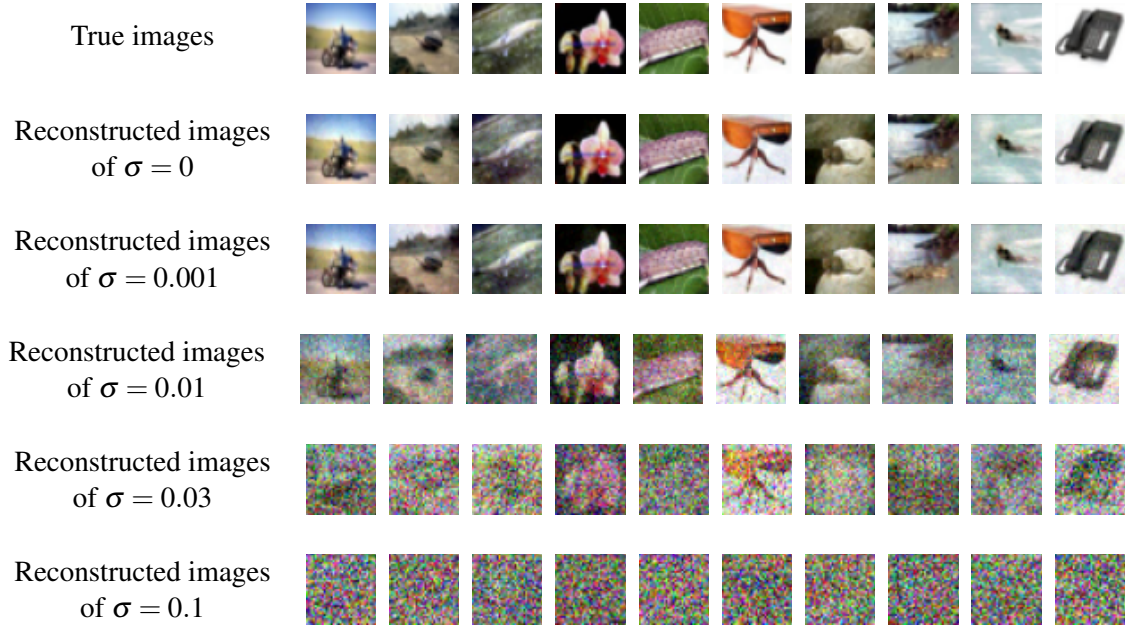 True images
Reconstructed images
of σ = 0
Reconstructed images
of σ = 0.001
Reconstructed images
of σ = 0.01
Reconstructed images
of σ = 0.03
Reconstructed images
of σ = 0.1